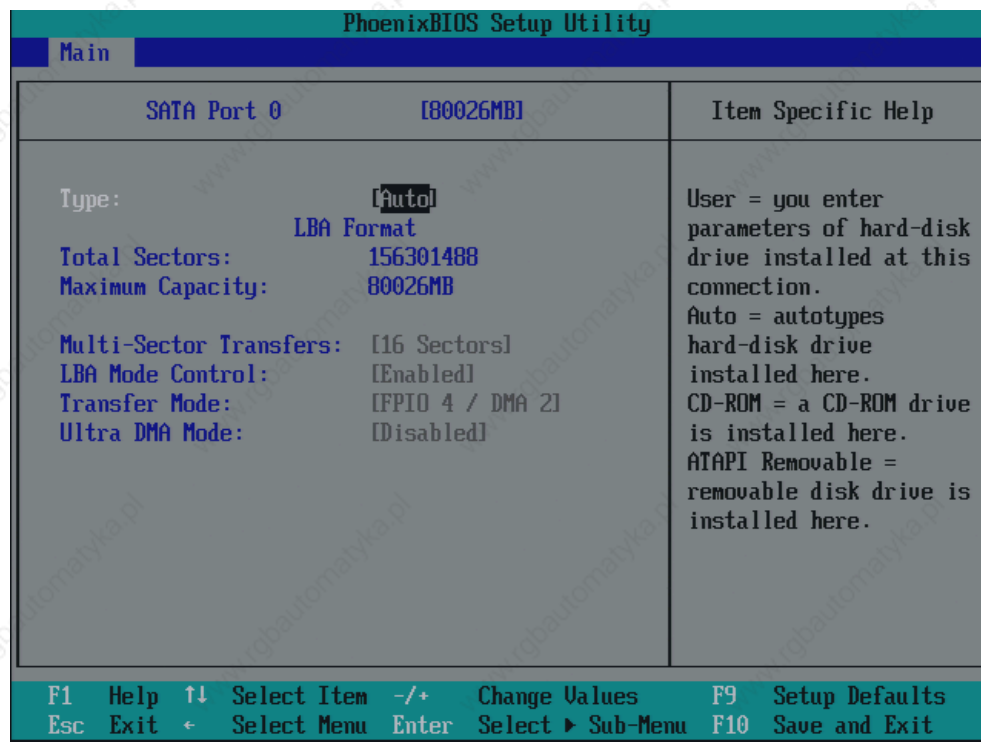 PhoenixBIOS Setup Utility
Main
SATA Port 0 [80026MB]
Type: [Auto]
LBA Format
Total Sectors: 156301488
Maximum Capacity: 80026MB
Multi-Sector Transfers: [16 Sectors]
LBA Mode Control: [Enabled]
Transfer Mode: [FPIO 4 / DMA 2]
Ultra DMA Mode: [Disabled]
Item Specific Help
User = you enter
parameters of hard-disk
drive installed at this
connection.
Auto = autotypes
hard-disk drive
installed here.
CD-ROM = a CD-ROM drive
is installed here.
ATAPI Removable =
removable disk drive is
installed here.
F1 Help ↑↓ Select Item -/+ Change Values F9 Setup Defaults
Esc Exit ← Select Menu Enter Select ▶ Sub-Menu F10 Save and Exit
www.rgbautomatyka.pl